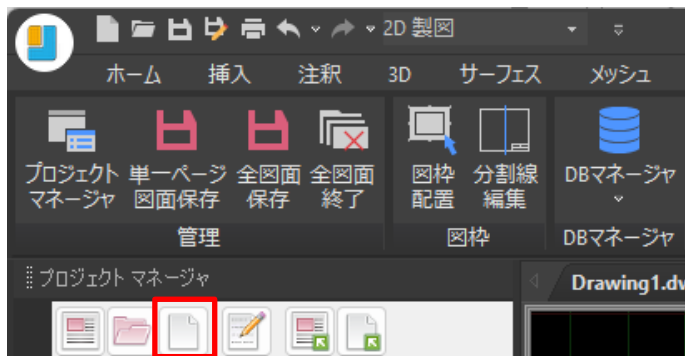 2D 製図
ホーム 挿入 注釈 3D サーフェス メッシュ
プロジェクト 単一ページ 全図面 全図面 図枠 分割線 DBマネージャ
マネージャ 図面保存 保存 終了 配置 編集
管理 図枠 DBマネージャ
プロジェクト マネージャ Drawing1.dw